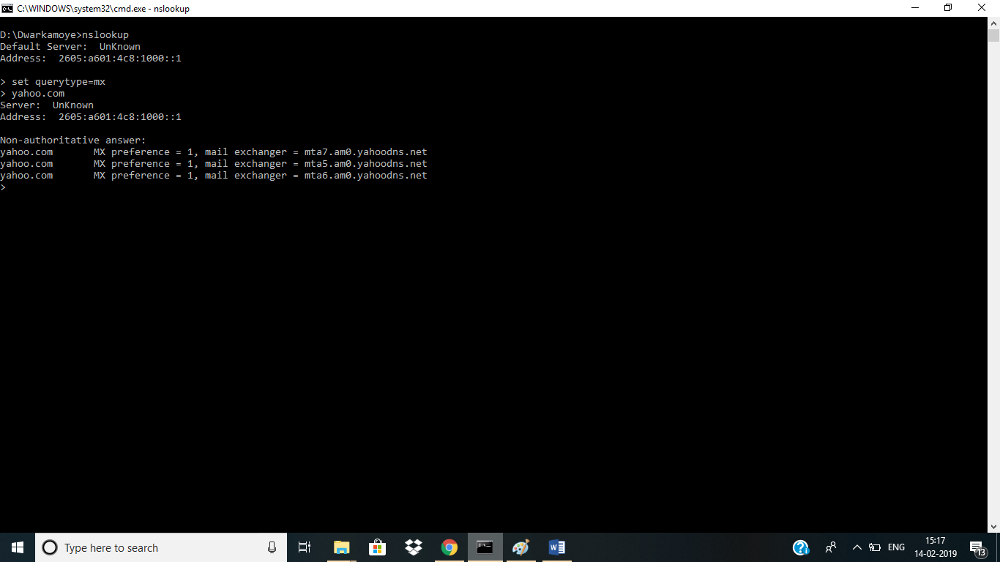 C:\WINDOWS\system32\cmd.exe - nslookup
D:\Dwarkamoye>nslookup
Default Server:  UnKnown
Address:  2605:a601:4c8:1000::1
> set querytype=mx
> yahoo.com
Server:  UnKnown
Address:  2605:a601:4c8:1000::1
Non-authoritative answer:
yahoo.com       MX preference = 1, mail exchanger = mta7.am0.yahoodns.net
yahoo.com       MX preference = 1, mail exchanger = mta5.am0.yahoodns.net
yahoo.com       MX preference = 1, mail exchanger = mta6.am0.yahoodns.net
>
Type here to search
ENG
15:17
14-02-2019
13